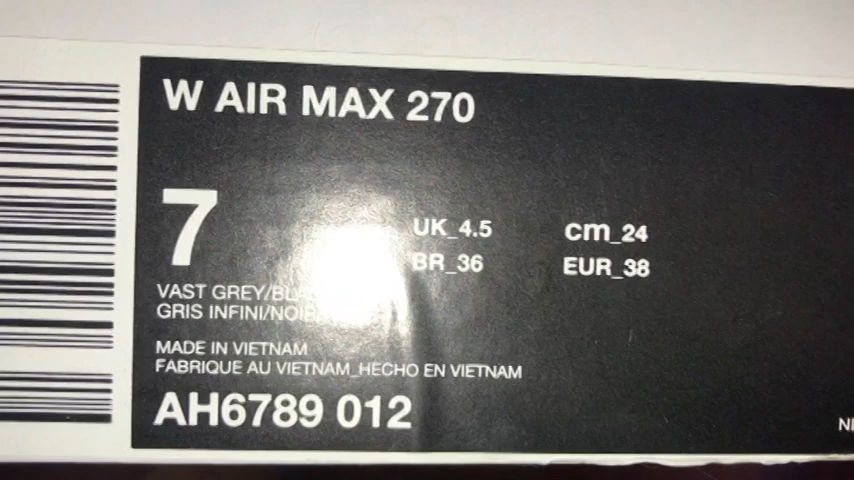 W AIR MAX 270
7
UK_4.5 cm_24
BR_36 EUR_38
VAST GREY/
GRIS INFINI/NOIR
MADE IN VIETNAM
FABRIQUE AU VIETNAM_HECHO EN VIETNAM
AH6789 012